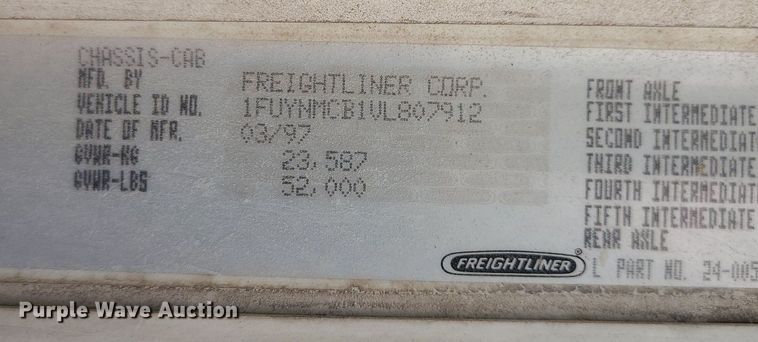 CHASSIS-CAB
MFD. BY FREIGHTLINER CORP.
VEHICLE ID NO. 1FUYNMCB1VL807912
DATE OF MFR. 03/97
GVWR-KG 23,587
GVWR-LBS 52,000
FRONT AXLE
FIRST INTERMEDIATE
SECOND INTERMEDIATE
THIRD INTERMEDIATE
FOURTH INTERMEDIAT
FIFTH INTERMEDIATE
REAR AXLE
FREIGHTLINER ®
L PART NO. 24-005
Purple Wave Auction